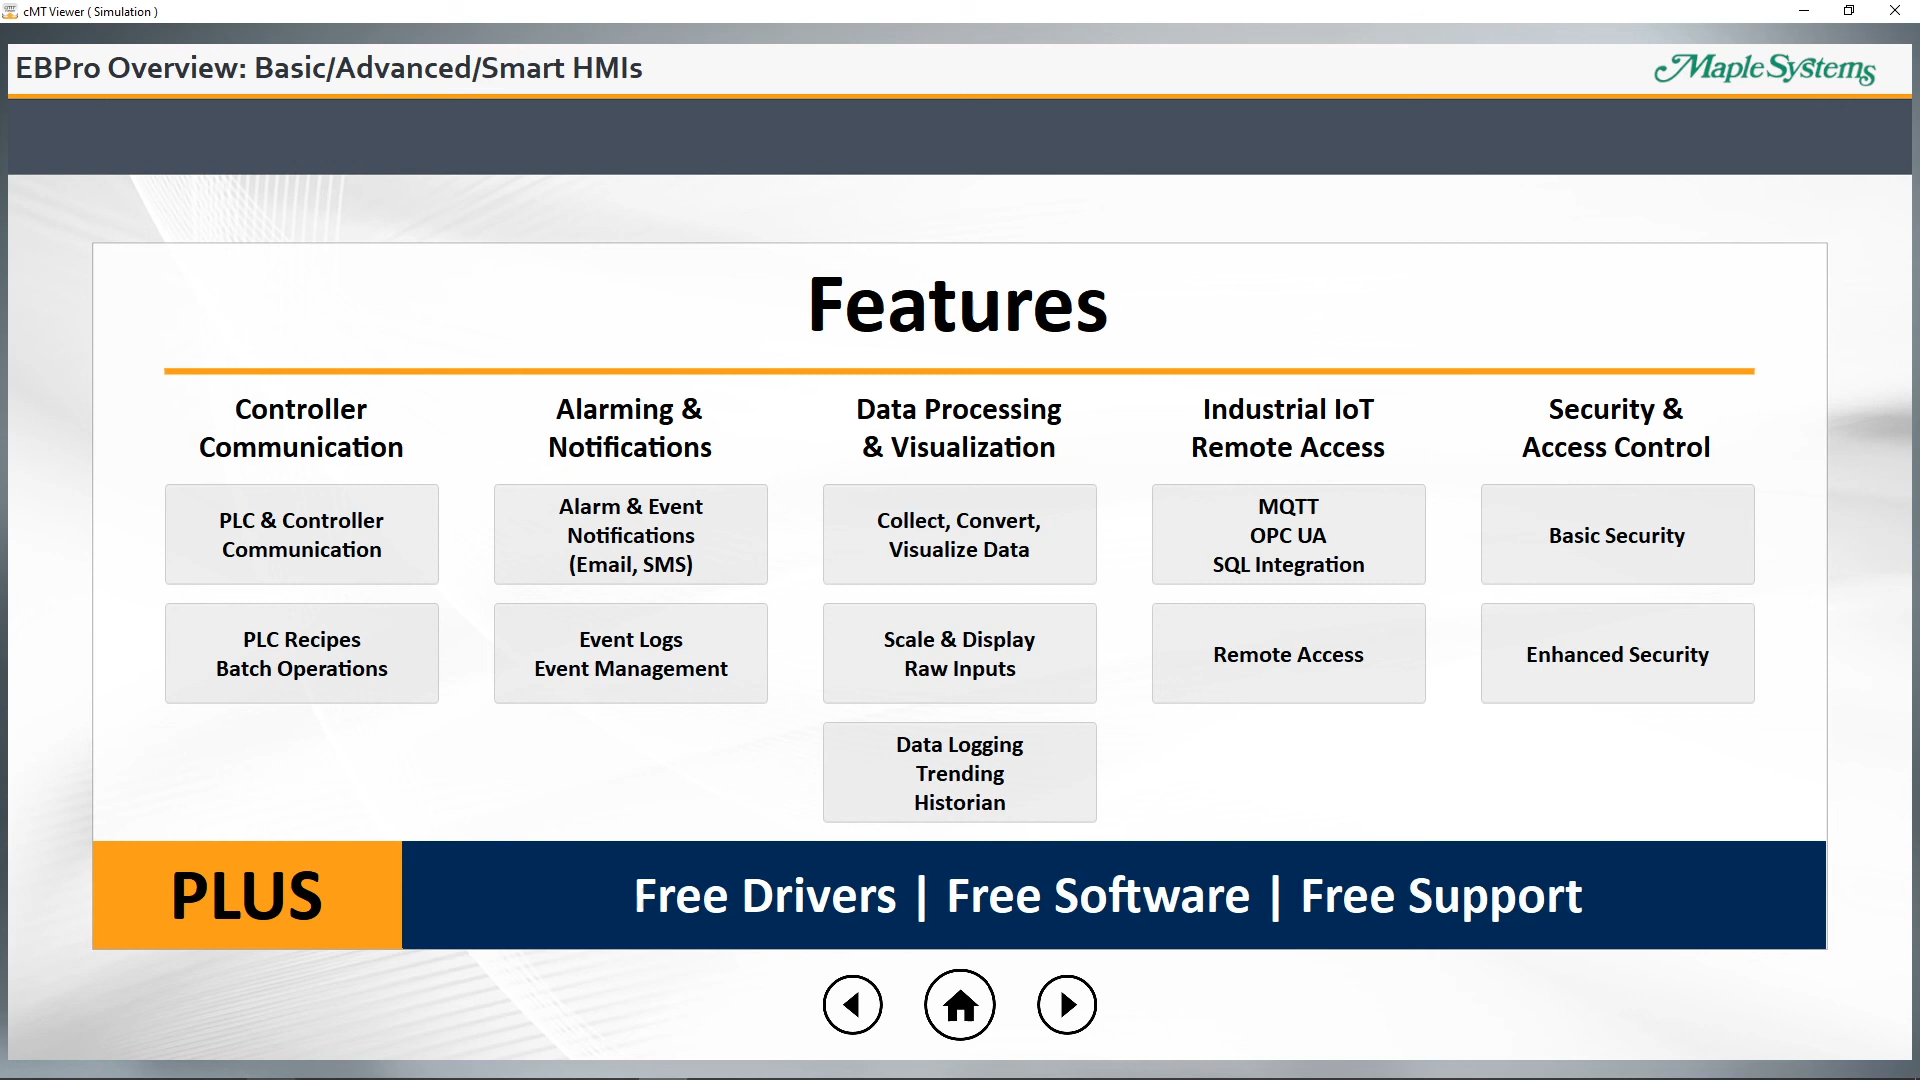 cMT Viewer ( Simulation )
EBPro Overview: Basic/Advanced/Smart HMIs
Maple Systems
Features
Controller
Communication
PLC & Controller
Communication
PLC Recipes
Batch Operations
Alarming &
Notifications
Alarm & Event
Notifications
(Email, SMS)
Event Logs
Event Management
Data Processing
& Visualization
Collect, Convert,
Visualize Data
Scale & Display
Raw Inputs
Data Logging
Trending
Historian
Industrial IoT
Remote Access
MQTT
OPC UA
SQL Integration
Remote Access
Security &
Access Control
Basic Security
Enhanced Security
PLUS
Free Drivers | Free Software | Free Support